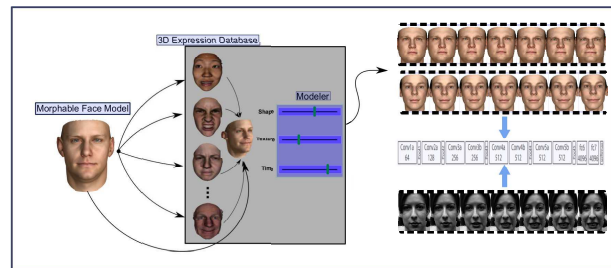 3D Expression Database
Morphable Face Model
Modeler
Shape
Texture
Time
Conv1a
64
Conv2a
128
Conv3a
256
Conv3b
256
Conv4a
512
Conv4b
512
Conv5a
512
Conv5b
512
fc6
4096
fc7
4096